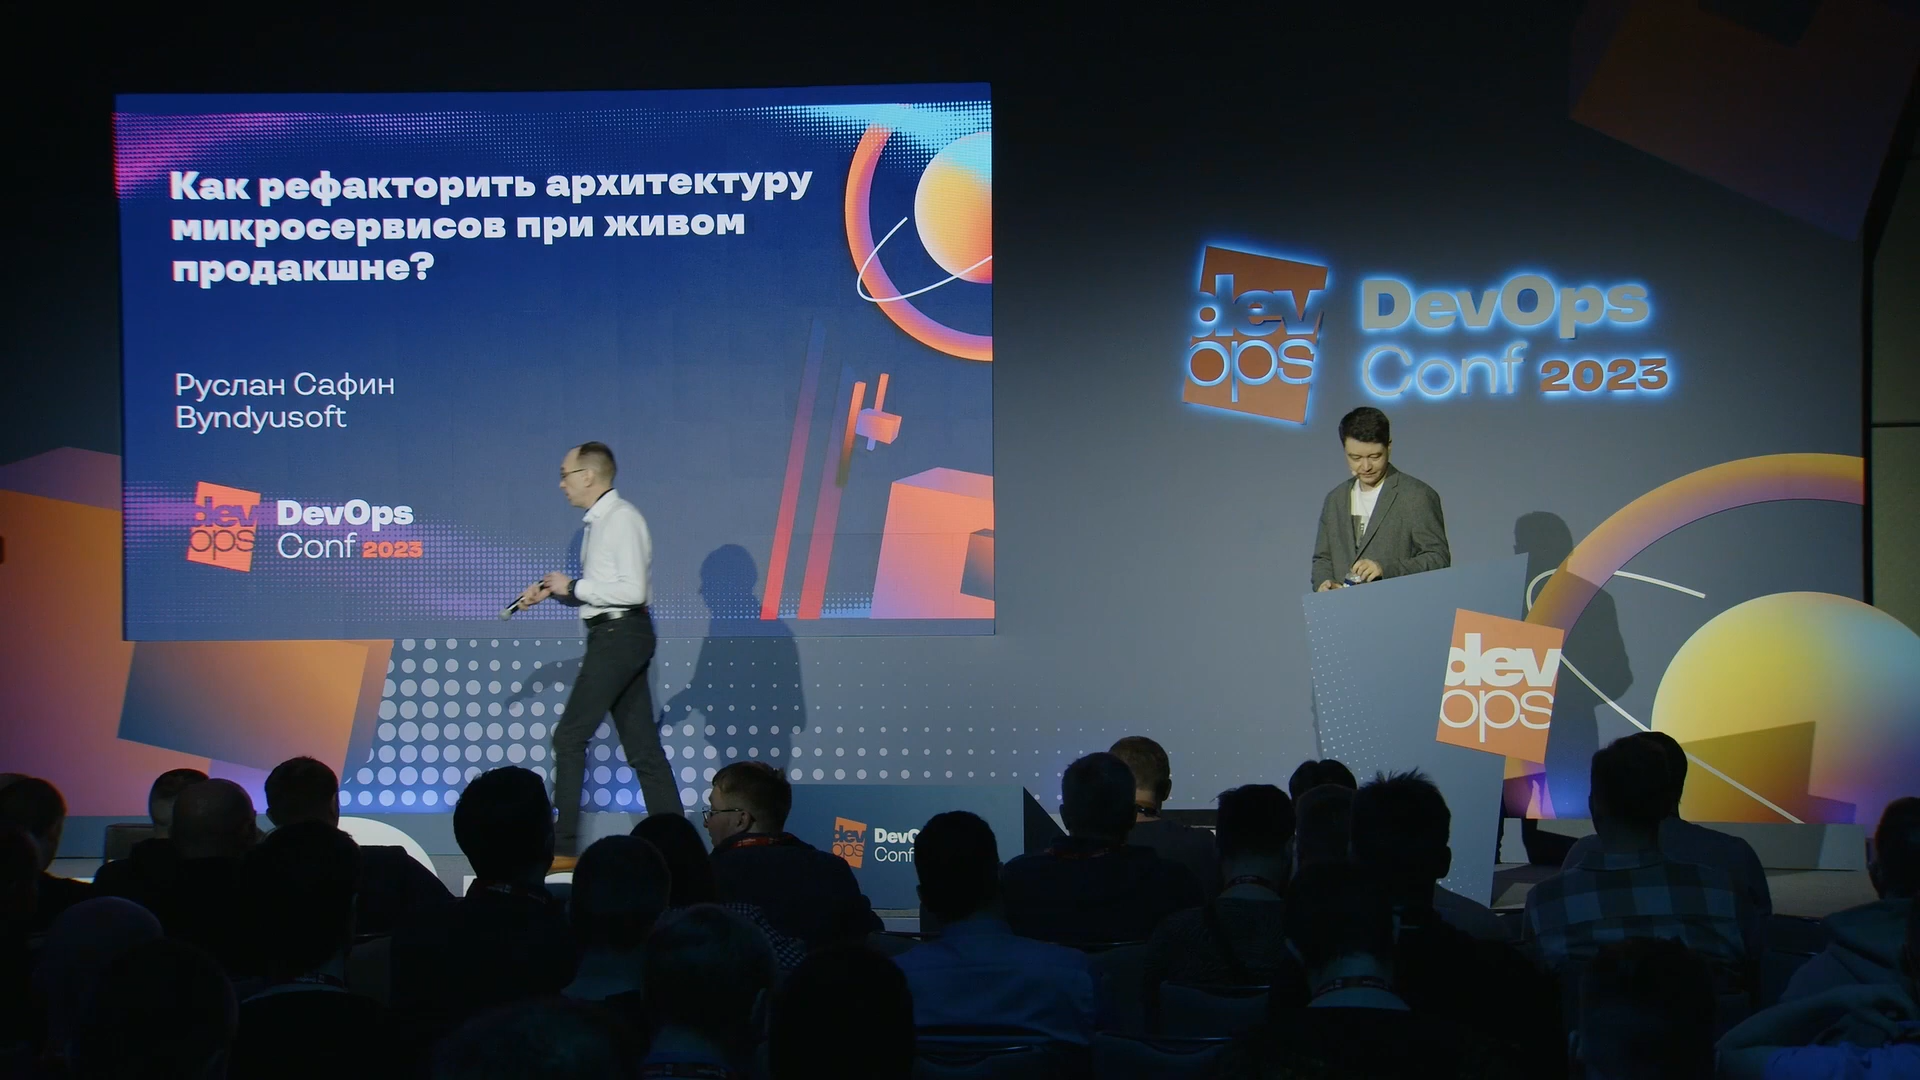 Как рефакторить архитектуру
микросервисов при живом
продакшне?
Руслан Сафин
Byndyusoft
dev
ops
DevOps
Conf 2023
dev
ops
DevOps
Conf 2023
dev
ops
dev
ops
Conf